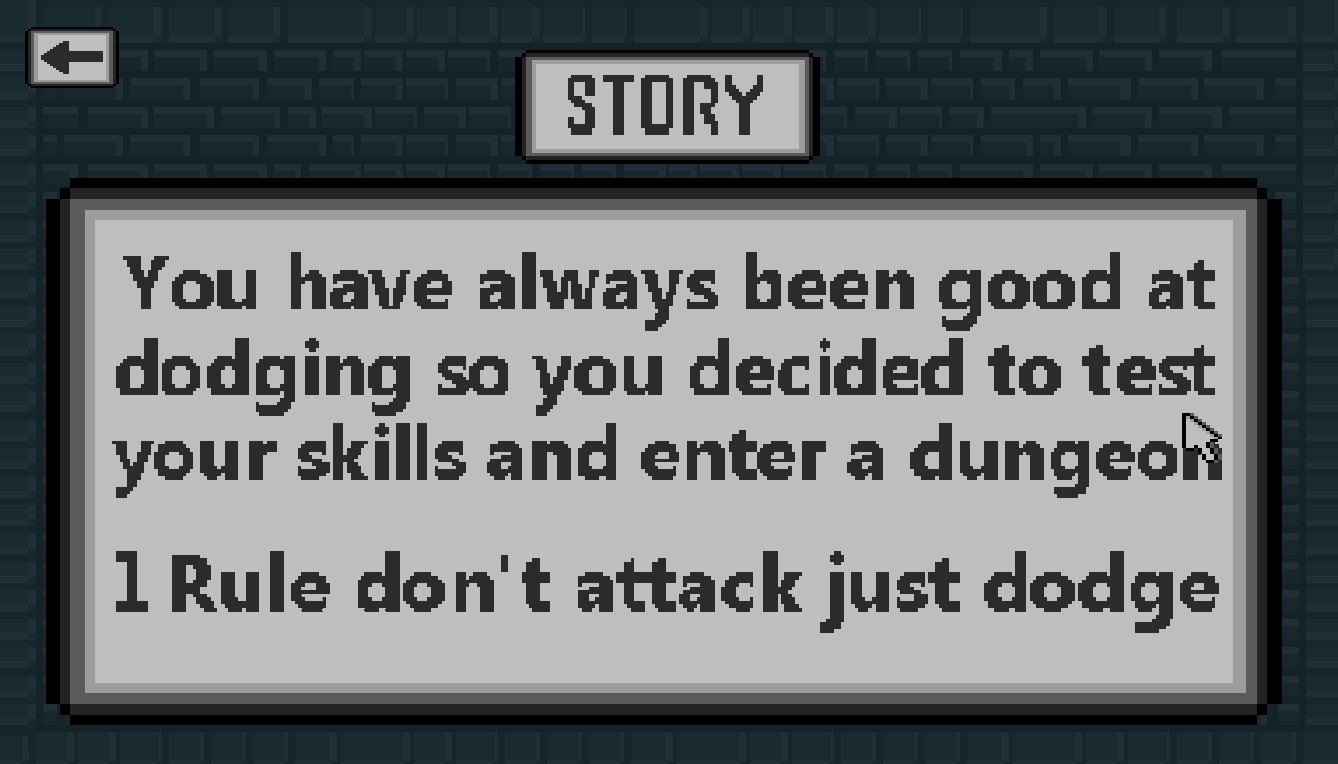 STORY
You have always been good at
dodging so you decided to test
your skills and enter a dungeon
1 Rule don't attack just dodge